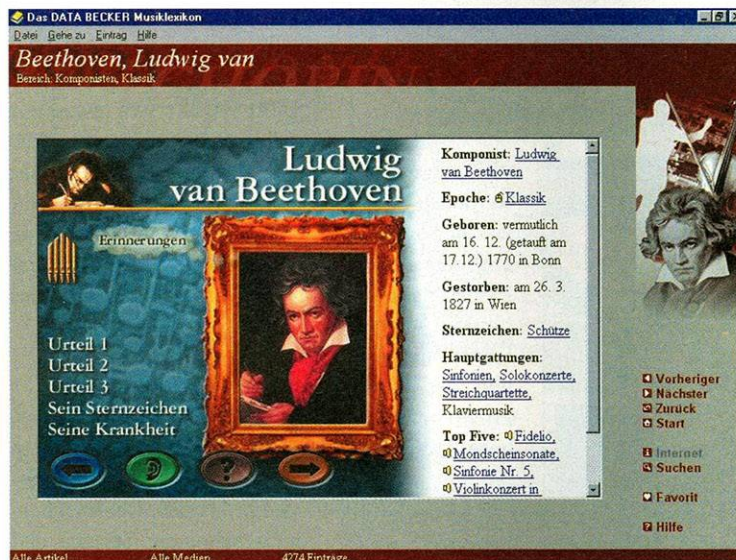 Das DATA BECKER Musiklexikon
Datei Gehe zu Eintrag Hilfe
Beethoven, Ludwig van
Bereich: Komponisten, Klassik
CHOPIN
Ludwig
van Beethoven
Erinnerungen
Urteil 1
Urteil 2
Urteil 3
Sein Sternzeichen
Seine Krankheit
?
Komponist: Ludwig
van Beethoven
Epoche: Klassik
Geboren: vermutlich
am 16. 12. (getauft am
17.12.) 1770 in Bonn
Gestorben: am 26. 3.
1827 in Wien
Sternzeichen: Schütze
Hauptgattungen:
Sinfonien, Solokonzerte,
Streichquartette,
Klaviermusik
Top Five: Fidelio,
Mondscheinsonate,
Sinfonie Nr. 5,
Violinkonzert in
Vorheriger
Nächster
Zurück
Start
Internet
Suchen
Favorit
Hilfe
Alle Artikel Alle Medien 4274 Einträge